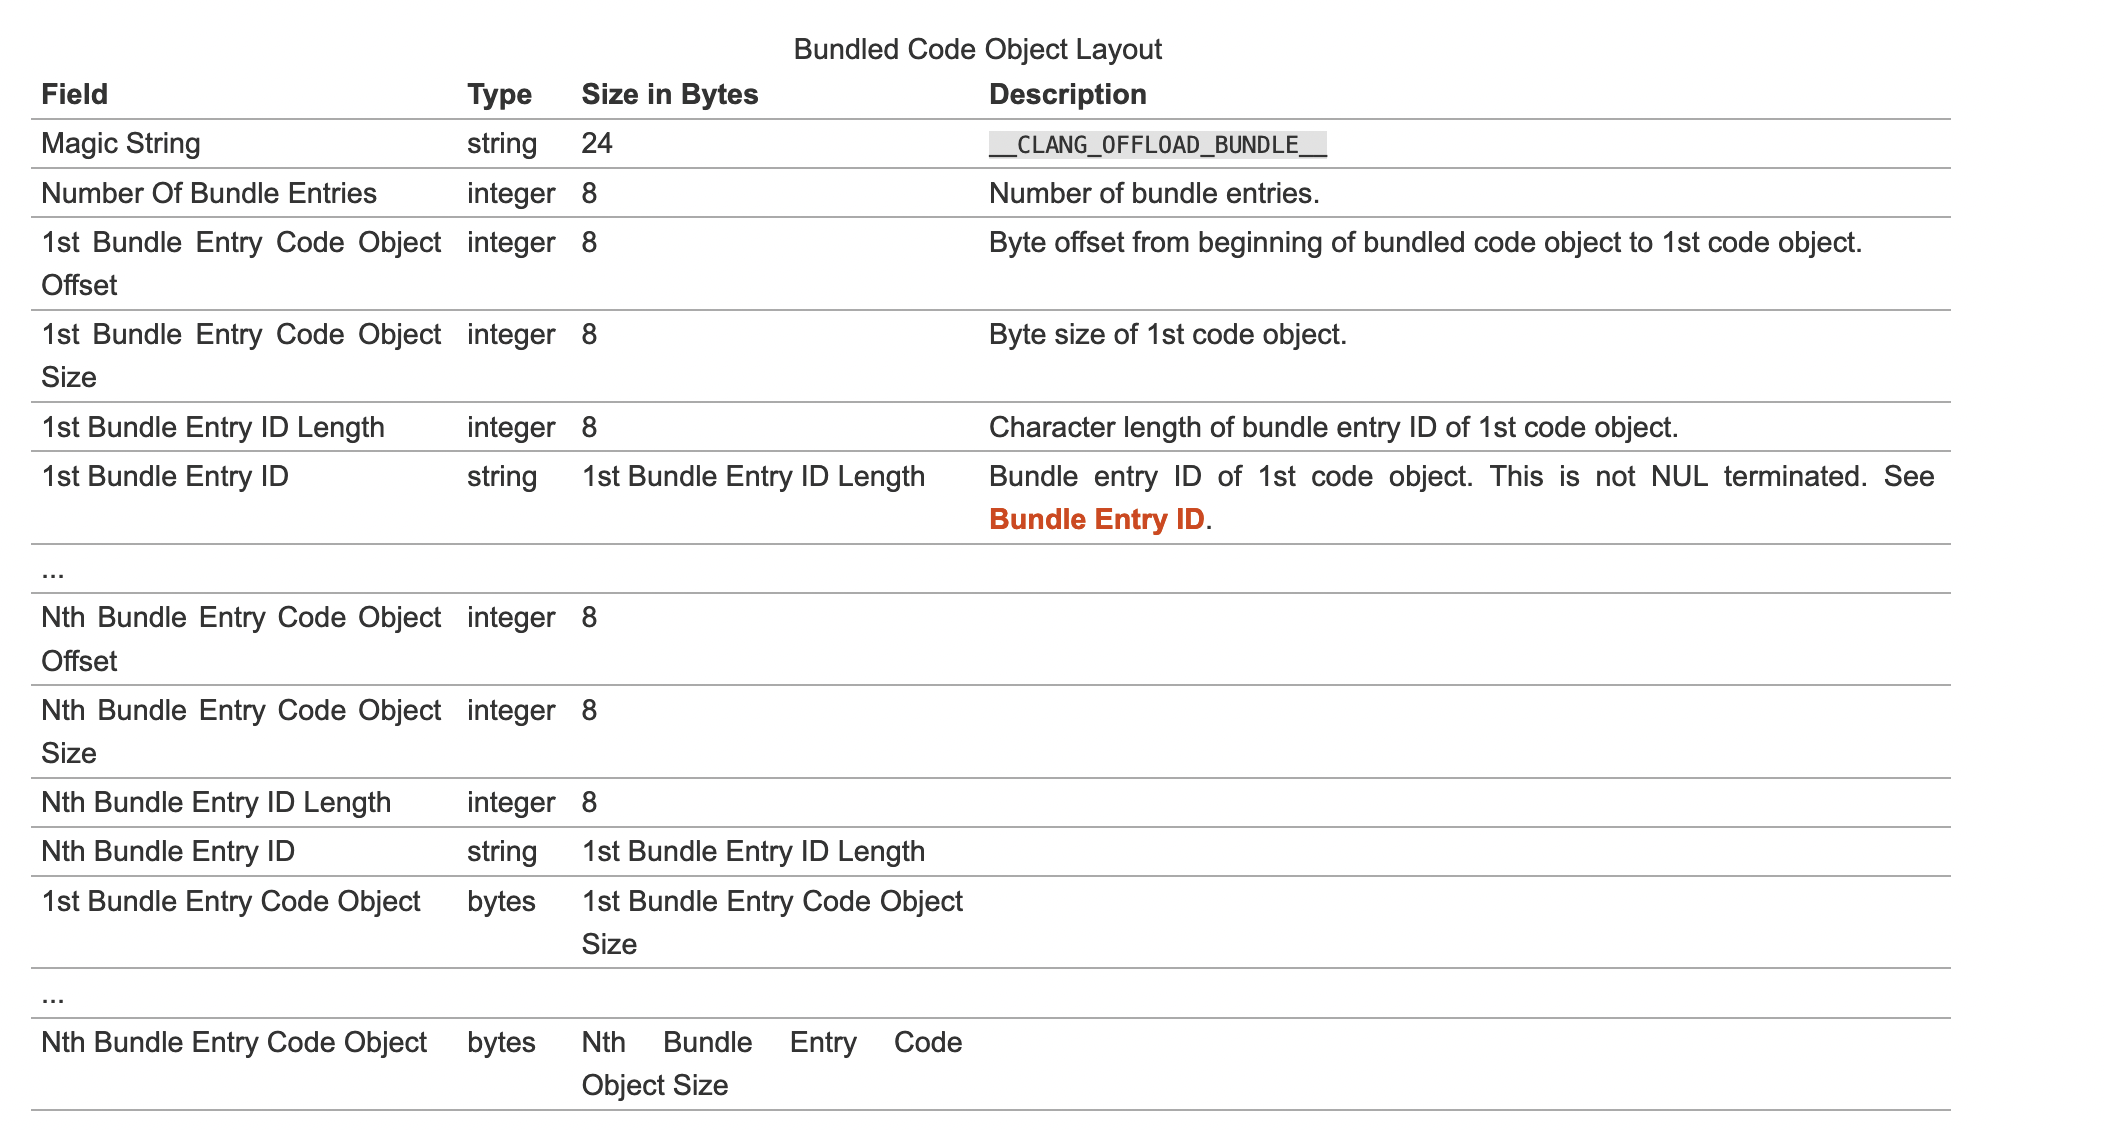 Bundled Code Object Layout
Field Type Size in Bytes Description
Magic String string 24 __CLANG_OFFLOAD_BUNDLE__
Number Of Bundle Entries integer 8 Number of bundle entries.
1st Bundle Entry Code Object integer 8 Byte offset from beginning of bundled code object to 1st code object.
Offset
1st Bundle Entry Code Object integer 8 Byte size of 1st code object.
Size
1st Bundle Entry ID Length integer 8 Character length of bundle entry ID of 1st code object.
1st Bundle Entry ID string 1st Bundle Entry ID Length Bundle entry ID of 1st code object. This is not NUL terminated. See
Bundle Entry ID.
...
Nth Bundle Entry Code Object integer 8
Offset
Nth Bundle Entry Code Object integer 8
Size
Nth Bundle Entry ID Length integer 8
Nth Bundle Entry ID string 1st Bundle Entry ID Length
1st Bundle Entry Code Object bytes 1st Bundle Entry Code Object
Size
...
Nth Bundle Entry Code Object bytes Nth Bundle Entry Code
Object Size